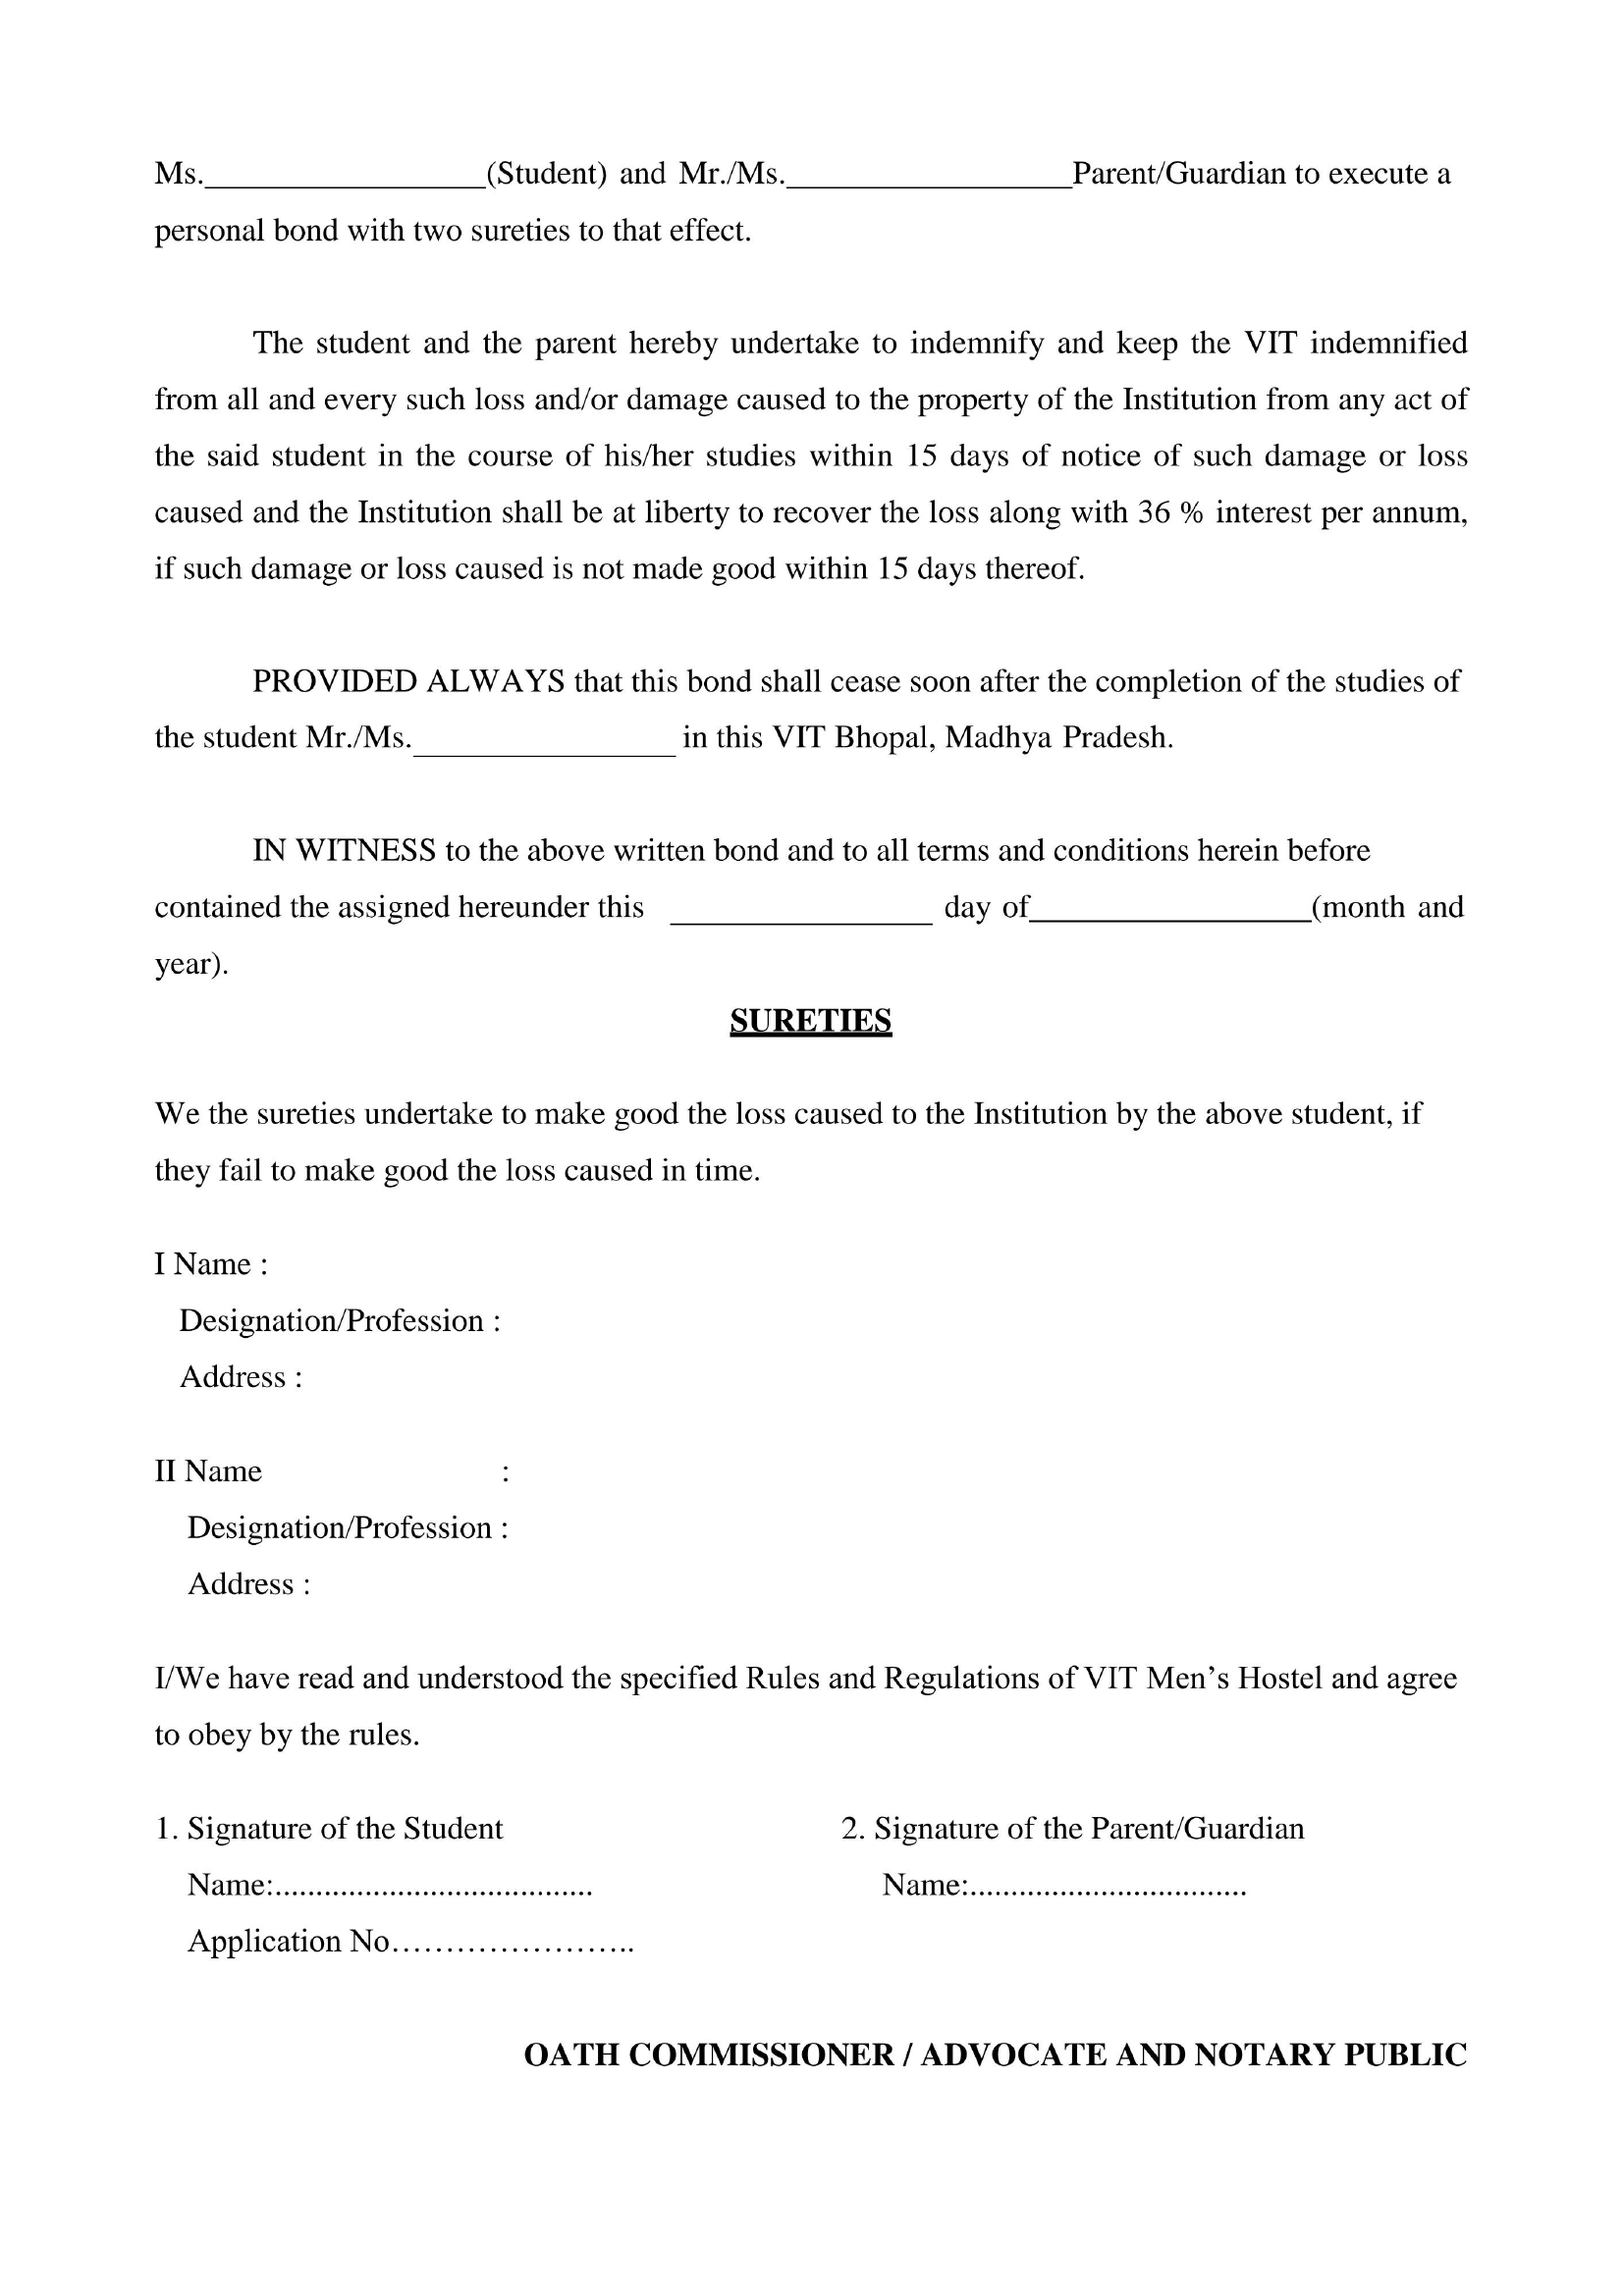 Ms.__________________(Student) and Mr./Ms.__________________Parent/Guardian to execute a
personal bond with two sureties to that effect.
The student and the parent hereby undertake to indemnify and keep the VIT indemnified
from all and every such loss and/or damage caused to the property of the Institution from any act of
the said student in the course of his/her studies within 15 days of notice of such damage or loss
caused and the Institution shall be at liberty to recover the loss along with 36 % interest per annum,
if such damage or loss caused is not made good within 15 days thereof.
PROVIDED ALWAYS that this bond shall cease soon after the completion of the studies of
the student Mr./Ms.________________ in this VIT Bhopal, Madhya Pradesh.
IN WITNESS to the above written bond and to all terms and conditions herein before
contained the assigned hereunder this ________________ day of__________________(month and
year).
SURETIES
We the sureties undertake to make good the loss caused to the Institution by the above student, if
they fail to make good the loss caused in time.
I Name :
Designation/Profession :
Address :
II Name :
Designation/Profession :
Address :
I/We have read and understood the specified Rules and Regulations of VIT Men’s Hostel and agree
to obey by the rules.
1. Signature of the Student 2. Signature of the Parent/Guardian
Name:....................................... Name:..................................
Application No…………………..
OATH COMMISSIONER / ADVOCATE AND NOTARY PUBLIC